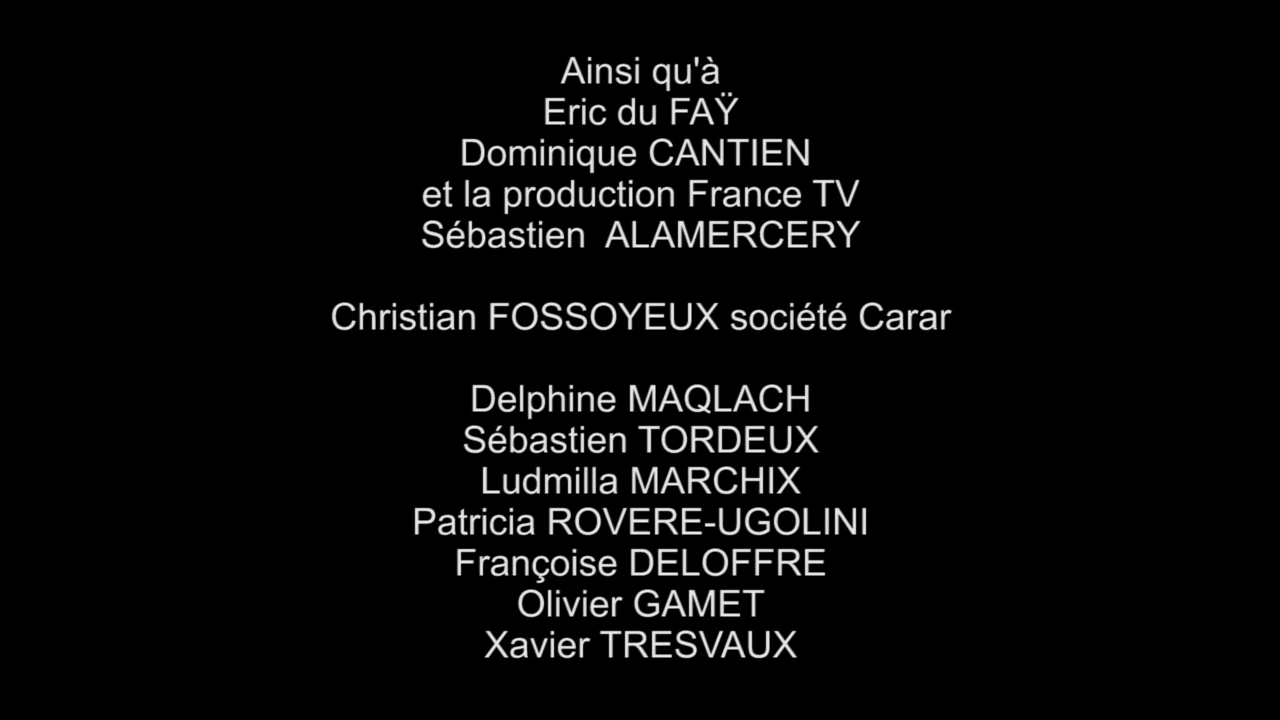 Ainsi qu'à
Eric du FAŸ
Dominique CANTIEN
et la production France TV
Sébastien  ALAMERCERY
Christian FOSSOYEUX société Carar
Delphine MAQLACH
Sébastien TORDEUX
Ludmilla MARCHIX
Patricia ROVERE-UGOLINI
Françoise DELOFFRE
Olivier GAMET
Xavier TRESVAUX